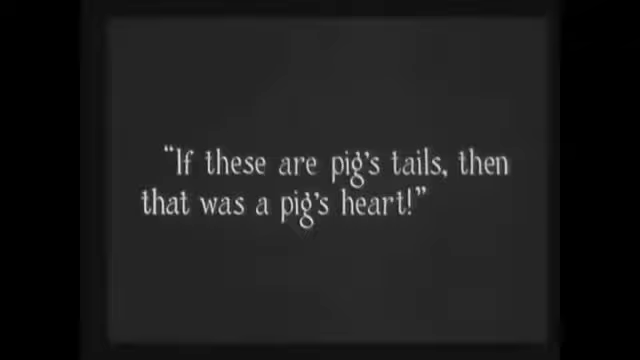 “If these are pig's tails, then
that was a pig's heart!”